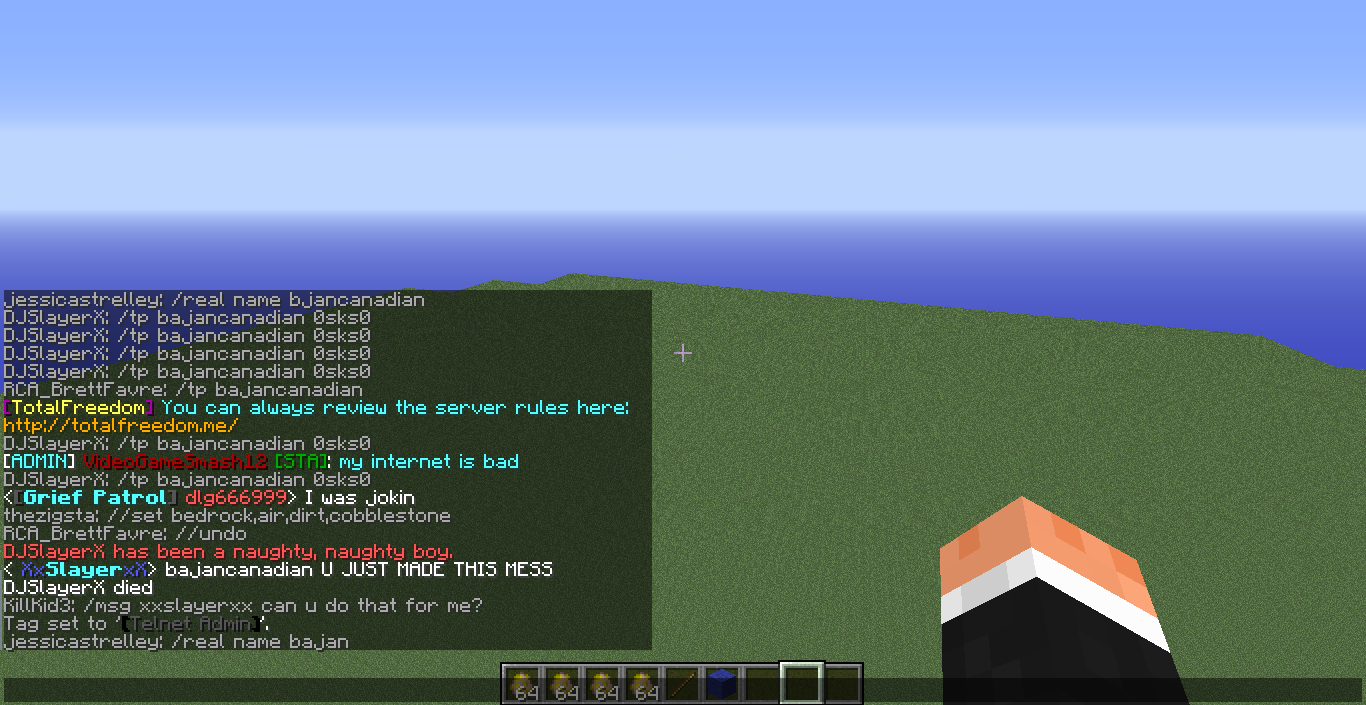 jessicastrelley: /real name bjancanadian
DJSlayerX: /tp bajancanadian 0sks0
DJSlayerX: /tp bajancanadian 0sks0
DJSlayerX: /tp bajancanadian 0sks0
DJSlayerX: /tp bajancanadian 0sks0
RCA_BrettFavre: /tp bajancanadian
[TotalFreedom] You can always review the server rules here:
http://totalfreedom.me/
DJSlayerX: /tp bajancanadian 0sks0
[ADMIN] VideoGameSmash12 [STA]: my internet is bad
DJSlayerX: /tp bajancanadian 0sks0
<[Grief Patrol] dlg666999> I was jokin
thezigsta: //set bedrock,air,dirt,cobblestone
RCA_BrettFavre: //undo
DJSlayerX has been a naughty, naughty boy.
< XxSlayerxX> bajancanadian U JUST MADE THIS MESS
DJSlayerX died
KillKid3: /msg xxslayerxx can u do that for me?
Tag set to '[Telnet Admin]'.
jessicastrelley: /real name bajan
64 64 64 64